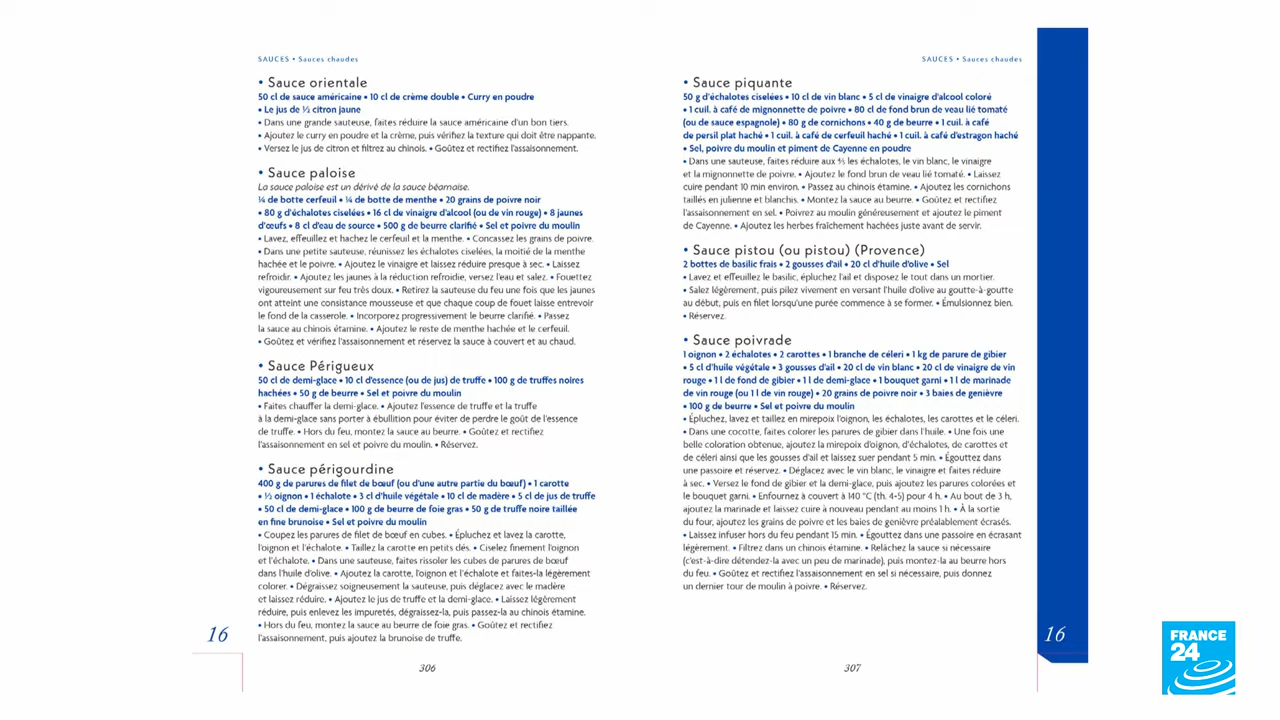 SAUCES • Sauces chaudes
• Sauce orientale
50 cl de sauce américaine • 10 cl de crème double • Curry en poudre
• Le jus de ½ citron jaune
• Dans une grande sauteuse, faites réduire la sauce américaine d'un bon tiers.
• Ajoutez le curry en poudre et la crème, puis vérifiez la texture qui doit être nappante.
• Versez le jus de citron et filtrez au chinois. • Goûtez et rectifiez l'assaisonnement.
• Sauce paloise
La sauce paloise est un dérivé de la sauce béarnaise.
¼ de botte cerfeuil • ¼ de botte de menthe • 20 grains de poivre noir
• 80 g d'échalotes ciselées • 16 cl de vinaigre d'alcool (ou de vin rouge) • 8 jaunes
d'œufs • 8 cl d'eau de source • 500 g de beurre clarifié • Sel et poivre du moulin
• Lavez, effeuillez et hachez le cerfeuil et la menthe. • Concassez les grains de poivre.
• Dans une petite sauteuse, réunissez les échalotes ciselées, la moitié de la menthe
hachée et le poivre. • Ajoutez le vinaigre et laissez réduire presque à sec. • Laissez
refroidir. • Ajoutez les jaunes à la réduction refroidie, versez l'eau et salez. • Fouettez
vigoureusement sur feu très doux. • Retirez la sauteuse du feu une fois que les jaunes
ont atteint une consistance mousseuse et que chaque coup de fouet laisse entrevoir
le fond de la casserole. • Incorporez progressivement le beurre clarifié. • Passez
la sauce au chinois étamine. • Ajoutez le reste de menthe hachée et le cerfeuil.
• Goûtez et vérifiez l'assaisonnement et réservez la sauce à couvert et au chaud.
• Sauce Périgueux
50 cl de demi-glace • 10 cl d'essence (ou de jus) de truffe • 100 g de truffes noires
hachées • 50 g de beurre • Sel et poivre du moulin
• Faites chauffer la demi-glace. • Ajoutez l'essence de truffe et la truffe
à la demi-glace sans porter à ébullition pour éviter de perdre le goût de l'essence
de truffe. • Hors du feu, montez la sauce au beurre. • Goûtez et rectifiez
l'assaisonnement en sel et poivre du moulin. • Réservez.
• Sauce périgourdine
400 g de parures de filet de bœuf (ou d'une autre partie du bœuf) • 1 carotte
• ½ oignon • 1 échalote • 3 cl d'huile végétale • 10 cl de madère • 5 cl de jus de truffe
• 50 cl de demi-glace • 100 g de beurre de foie gras • 50 g de truffe noire taillée
en fine brunoise • Sel et poivre du moulin
• Coupez les parures de filet de bœuf en cubes. • Épluchez et lavez la carotte,
l'oignon et l'échalote. • Taillez la carotte en petits dés. • Ciselez finement l'oignon
et l'échalote. • Dans une sauteuse, faites rissoler les cubes de parures de bœuf
dans l'huile d'olive. • Ajoutez la carotte, l'oignon et l'échalote et faites-la légèrement
colorer. • Dégraissez soigneusement la sauteuse, puis déglacez avec le madère
et laissez réduire. • Ajoutez le jus de truffe et la demi-glace. • Laissez légèrement
réduire, puis enlevez les impuretés, dégraissez-la, puis passez-la au chinois étamine.
• Hors du feu, montez la sauce au beurre de foie gras. • Goûtez et rectifiez
l'assaisonnement, puis ajoutez la brunoise de truffe.
16
306
SAUCES • Sauces chaudes
• Sauce piquante
50 g d'échalotes ciselées • 10 cl de vin blanc • 5 cl de vinaigre d'alcool coloré
• 1 cuil. à café de mignonnette de poivre • 80 cl de fond brun de veau lié tomaté
(ou de sauce espagnole) • 80 g de cornichons • 40 g de beurre • 1 cuil. à café
de persil plat haché • 1 cuil. à café de cerfeuil haché • 1 cuil. à café d'estragon haché
• Sel, poivre du moulin et piment de Cayenne en poudre
• Dans une sauteuse, faites réduire aux ⅘ les échalotes, le vin blanc, le vinaigre
et la mignonnette de poivre. • Ajoutez le fond brun de veau lié tomaté. • Laissez
cuire pendant 10 min environ. • Passez au chinois étamine. • Ajoutez les cornichons
taillés en julienne et blanchis. • Montez la sauce au beurre. • Goûtez et rectifiez
l'assaisonnement en sel. • Poivrez au moulin généreusement et ajoutez le piment
de Cayenne. • Ajoutez les herbes fraîchement hachées juste avant de servir.
• Sauce pistou (ou pistou) (Provence)
2 bottes de basilic frais • 2 gousses d'ail • 20 cl d'huile d'olive • Sel
• Lavez et effeuillez le basilic, épluchez l'ail et disposez le tout dans un mortier.
• Salez légèrement, puis pilez vivement en versant l'huile d'olive au goutte-à-goutte
au début, puis en filet lorsqu'une purée commence à se former. • Émulsionnez bien.
• Réservez.
• Sauce poivrade
1 oignon • 2 échalotes • 2 carottes • 1 branche de céleri • 1 kg de parure de gibier
• 5 cl d'huile végétale • 3 gousses d'ail • 20 cl de vin blanc • 20 cl de vinaigre de vin
rouge • 1 l de fond de gibier • 1 l de demi-glace • 1 bouquet garni • 1 l de marinade
de vin rouge (ou 1 l de vin rouge) • 20 grains de poivre noir • 3 baies de genièvre
• 100 g de beurre • Sel et poivre du moulin
• Épluchez, lavez et taillez en mirepoix l'oignon, les échalotes, les carottes et le céleri.
• Dans une cocotte, faites colorer les parures de gibier dans l'huile. • Une fois une
belle coloration obtenue, ajoutez la mirepoix d'oignon, d'échalotes, de carottes et
de céleri ainsi que les gousses d'ail et laissez suer pendant 5 min. • Égouttez dans
une passoire et réservez. • Déglacez avec le vin blanc, le vinaigre et faites réduire
à sec. • Versez le fond de gibier et la demi-glace, puis ajoutez les parures colorées et
le bouquet garni. • Enfournez à couvert à 140 °C (th. 4-5) pour 4 h. • Au bout de 3 h,
ajoutez la marinade et laissez cuire à nouveau pendant au moins 1 h. • À la sortie
du four, ajoutez les grains de poivre et les baies de genièvre préalablement écrasés.
• Laissez infuser hors du feu pendant 15 min. • Égouttez dans une passoire en écrasant
légèrement. • Filtrez dans un chinois étamine. • Relâchez la sauce si nécessaire
(c'est-à-dire détendez-la avec un peu de marinade), puis montez-la au beurre hors
du feu. • Goûtez et rectifiez l'assaisonnement en sel si nécessaire, puis donnez
un dernier tour de moulin à poivre. • Réservez.
16
307
FRANCE
24